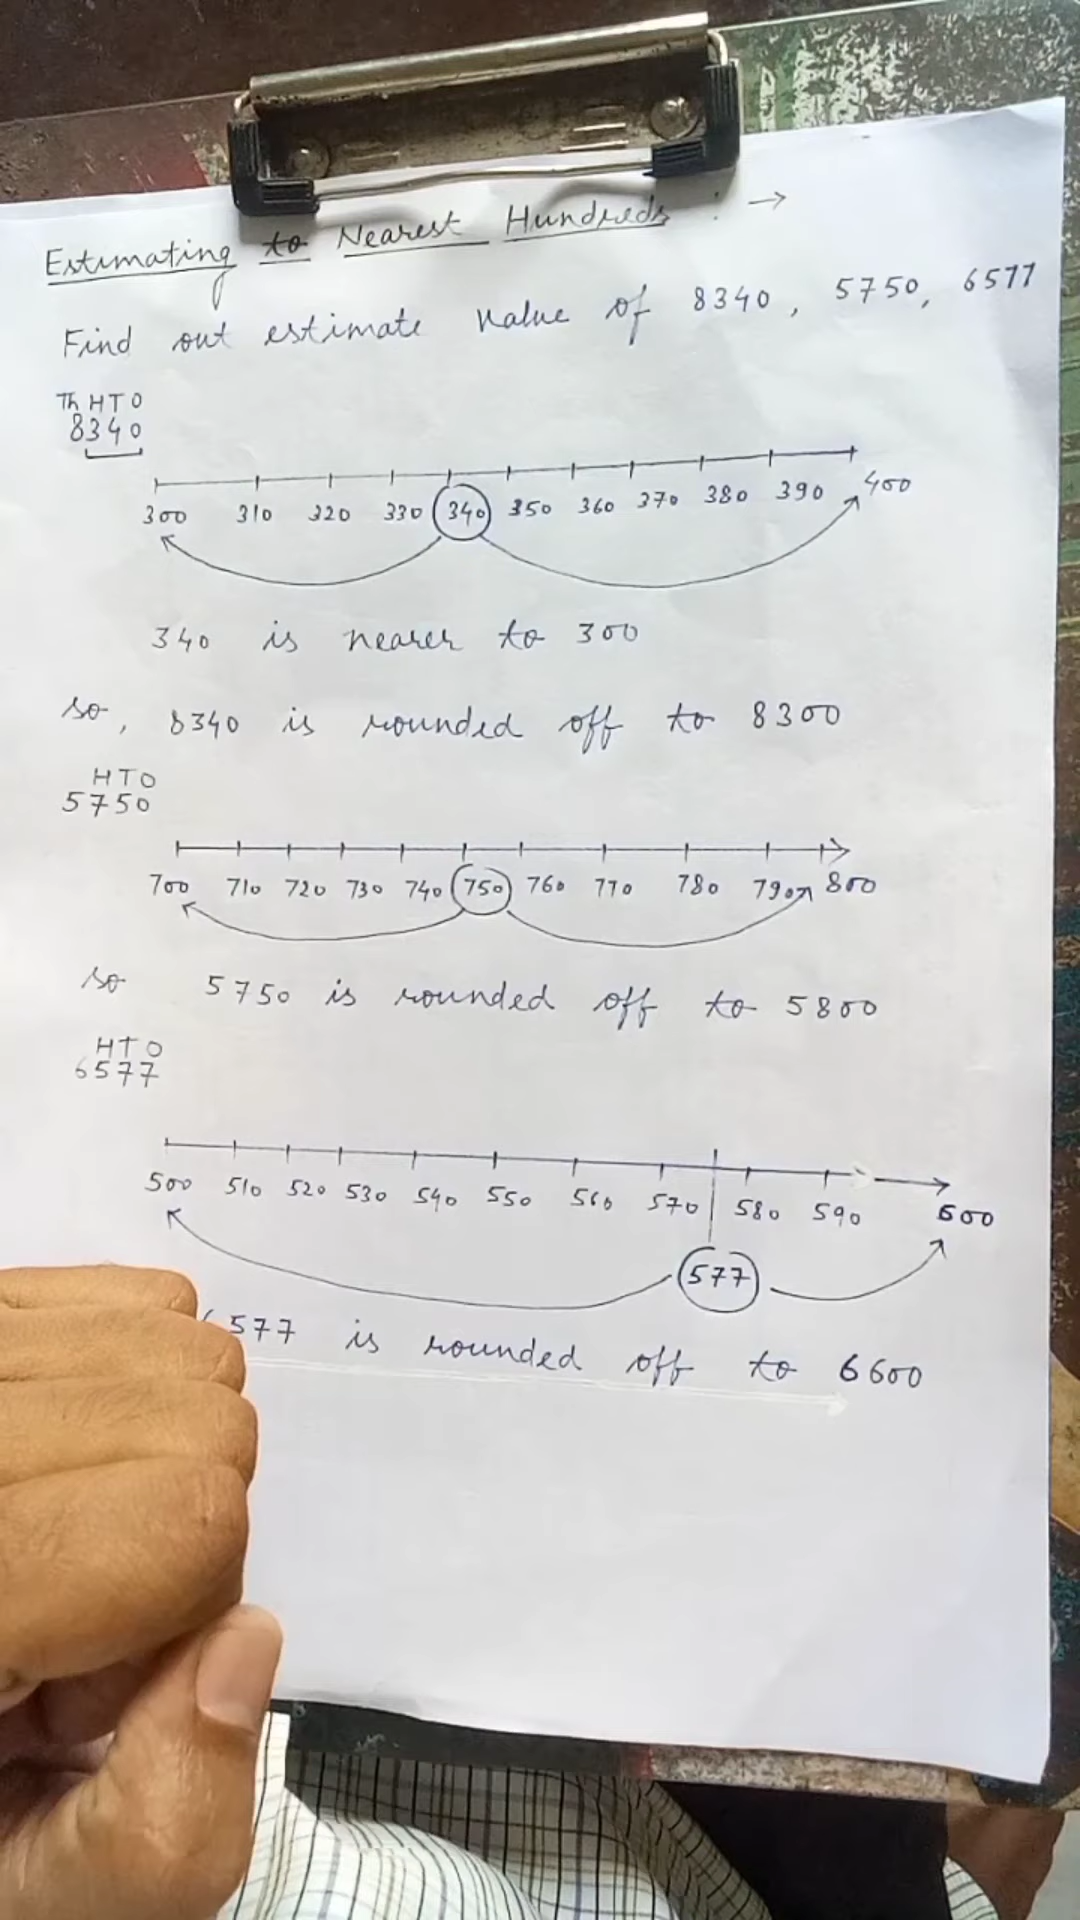 Estimating to Nearest Hundreds : →
Find out estimate value of 8340, 5750, 6577
Th H T O
8340
300 310 320 330 340 350 360 370 380 390 400
340 is nearer to 300
so, 8340 is rounded off to 8300
H T O
5750
700 710 720 730 740 750 760 770 780 790 800
so 5750 is rounded off to 5800
H T O
6577
500 510 520 530 540 550 560 570 580 590 600
577
6577 is rounded off to 6600